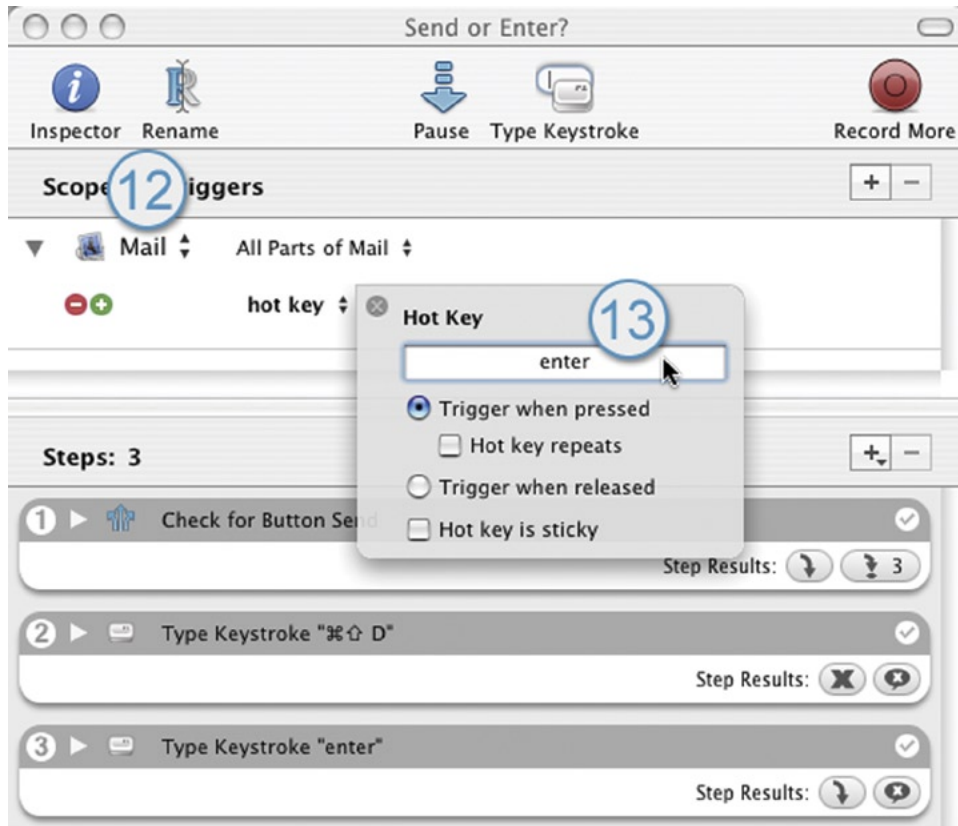 Send or Enter?
Inspector Rename Pause Type Keystroke Record More
Scope 12 iggers
Mail All Parts of Mail
hot key
Hot Key 13
enter
Trigger when pressed
Hot key repeats
Trigger when released
Hot key is sticky
Steps: 3
1 Check for Button Send
Step Results: 3
2 Type Keystroke "⌘⇧ D"
Step Results:
3 Type Keystroke "enter"
Step Results: